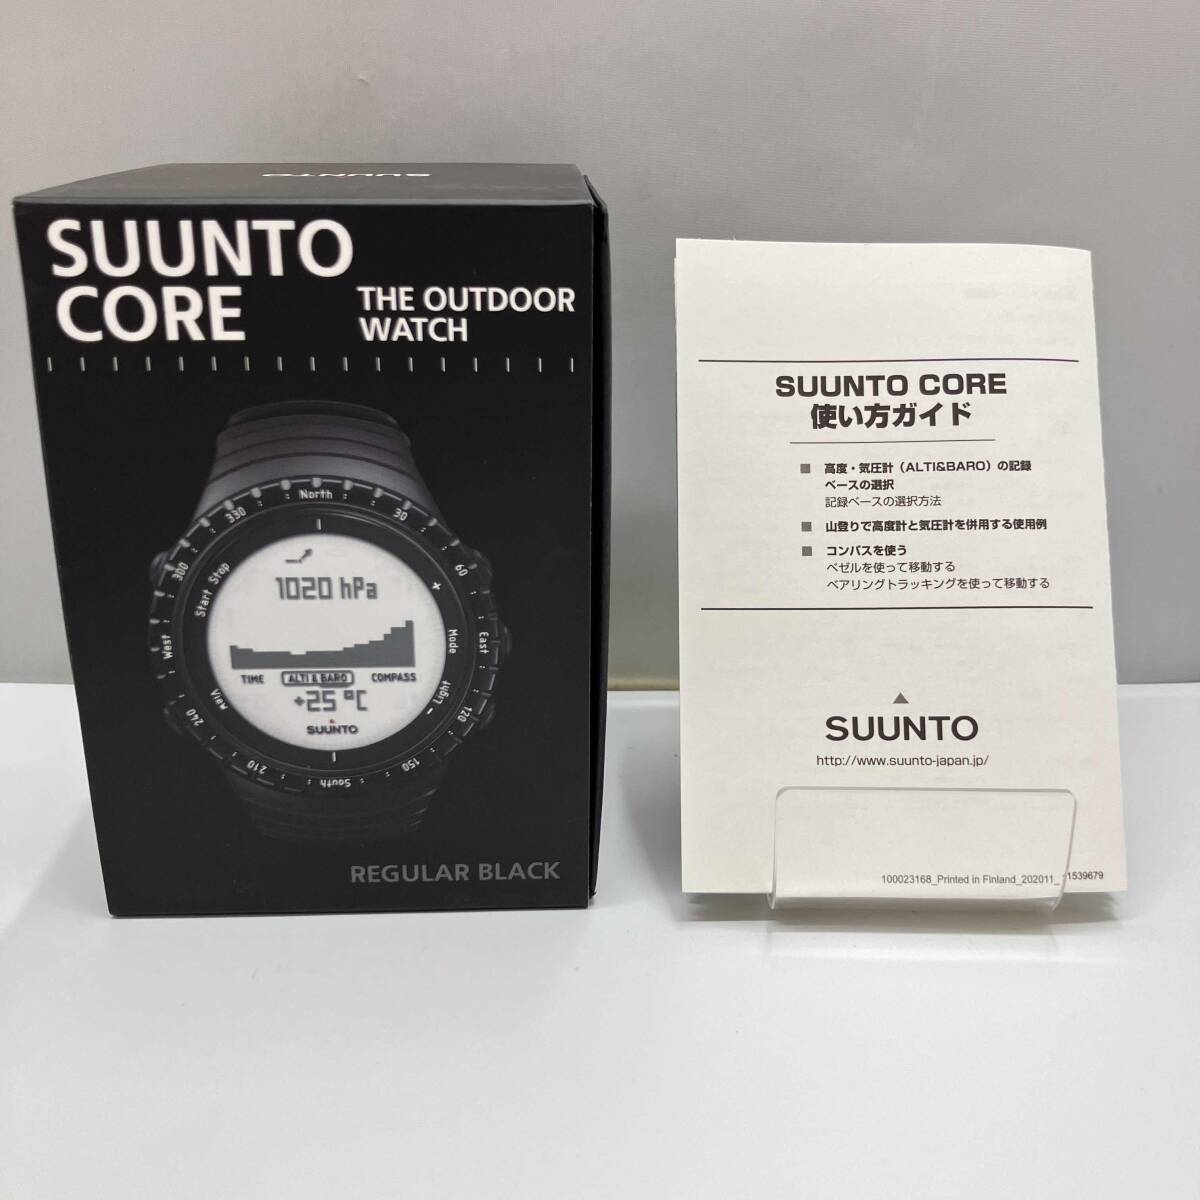 SUUNTO
SUUNTO
CORE
THE OUTDOOR
WATCH
North
30
60
East
120
150
South
210
240
West
300
330
Start Stop
+
Mode
- Light
View
1020 hPa
TIME
ALTI & BARO
COMPASS
+25 °C
SUUNTO
REGULAR BLACK
SUUNTO CORE
使い方ガイド
■ 高度・気圧計（ALTI&BARO）の記録
ベースの選択
記録ベースの選択方法
■ 山登りで高度計と気圧計を併用する使用例
■ コンパスを使う
ベゼルを使って移動する
ベアリングトラッキングを使って移動する
SUUNTO
http://www.suunto-japan.jp/
100023168_Printed in Finland_202011_ 1539679